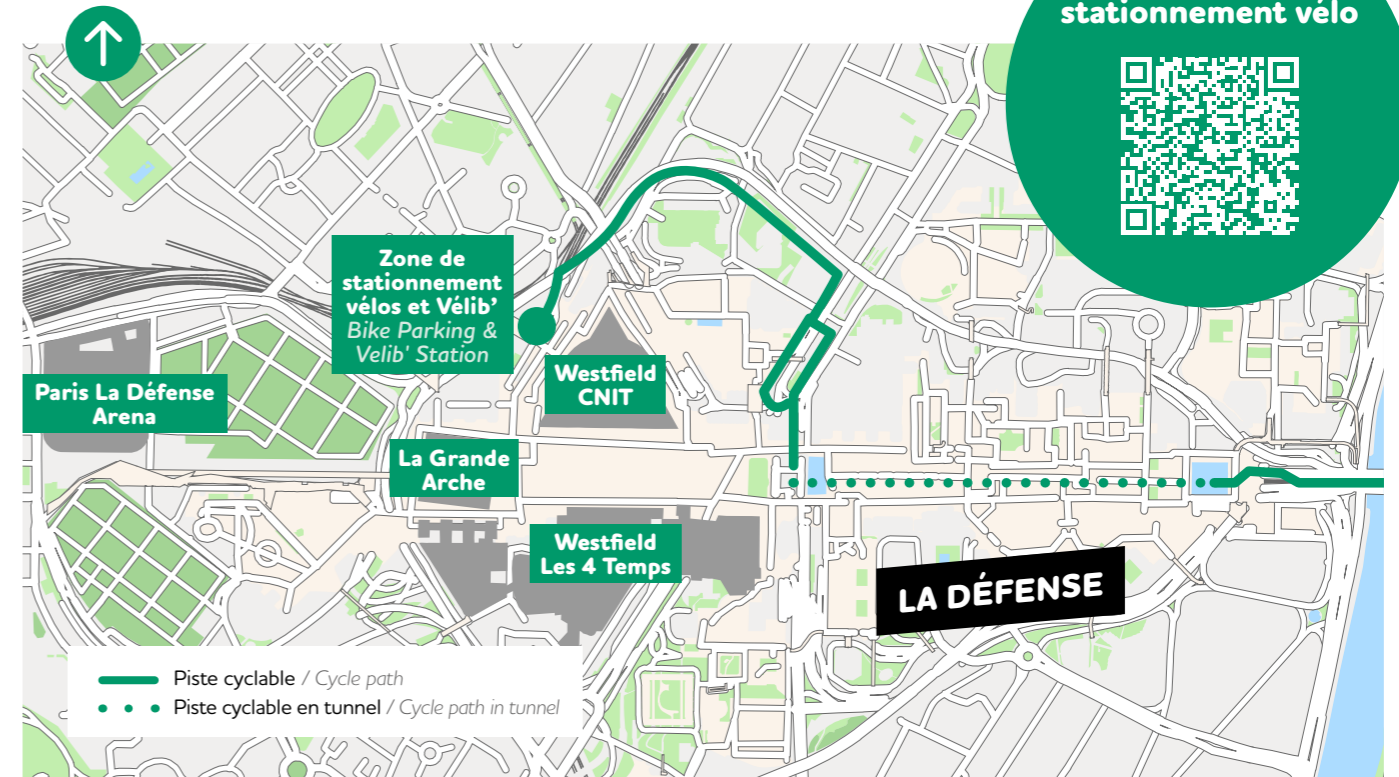 stationnement vélo
Zone de
stationnement
vélos et Vélib’
Bike Parking &
Velib' Station
Westfield
CNIT
Paris La Défense
Arena
La Grande
Arche
Westfield
Les 4 Temps
LA DÉFENSE
Piste cyclable / Cycle path
Piste cyclable en tunnel / Cycle path in tunnel